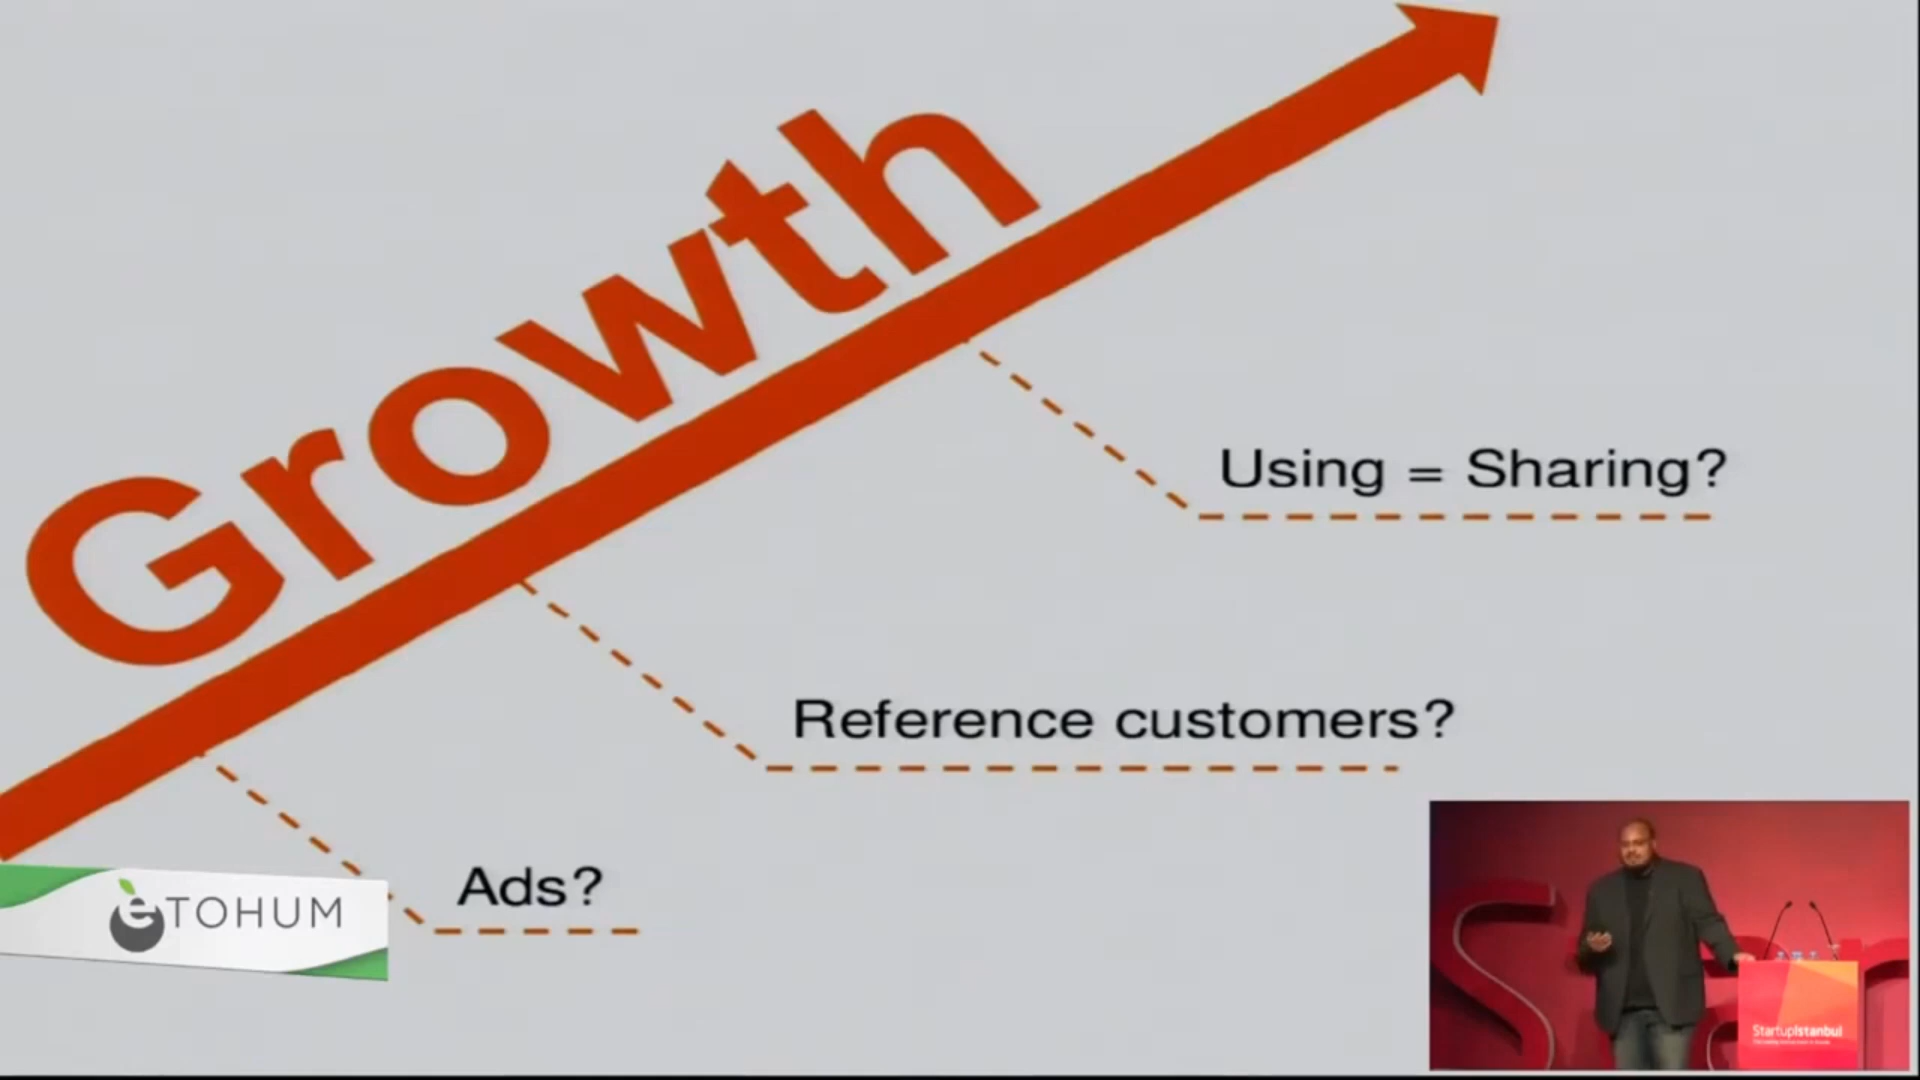 Growth
Using = Sharing?
Reference customers?
Ads?
eTOHUM
StartupIstanbul